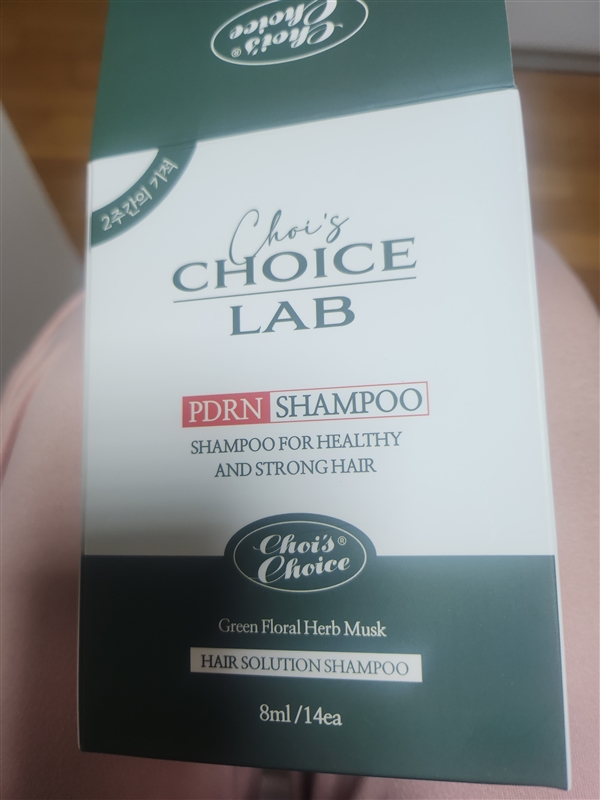 Choi's
Choice®
2주간의 기적
Choi's
CHOICE
LAB
PDRN SHAMPOO
SHAMPOO FOR HEALTHY
AND STRONG HAIR
Choi's®
Choice
Green Floral Herb Musk
HAIR SOLUTION SHAMPOO
8ml/14ea